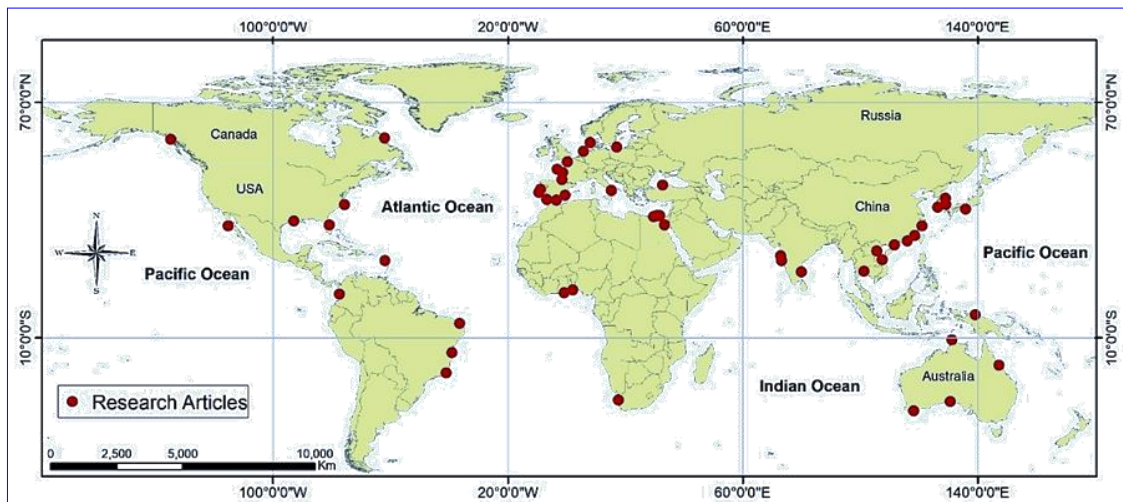 100°0'0"W 20°0'0"W 60°0'0"E 140°0'0"E
70°0'0"N
70°0'0"N
Russia
Canada
USA
China
Atlantic Ocean
N
W E
S
Pacific Ocean
Pacific Ocean
10°0'0"S
10°0'0"S
Indian Ocean
Australia
Research Articles
0 2,500 5,000 10,000
Km
100°0'0"W 20°0'0"W 60°0'0"E 140°0'0"E